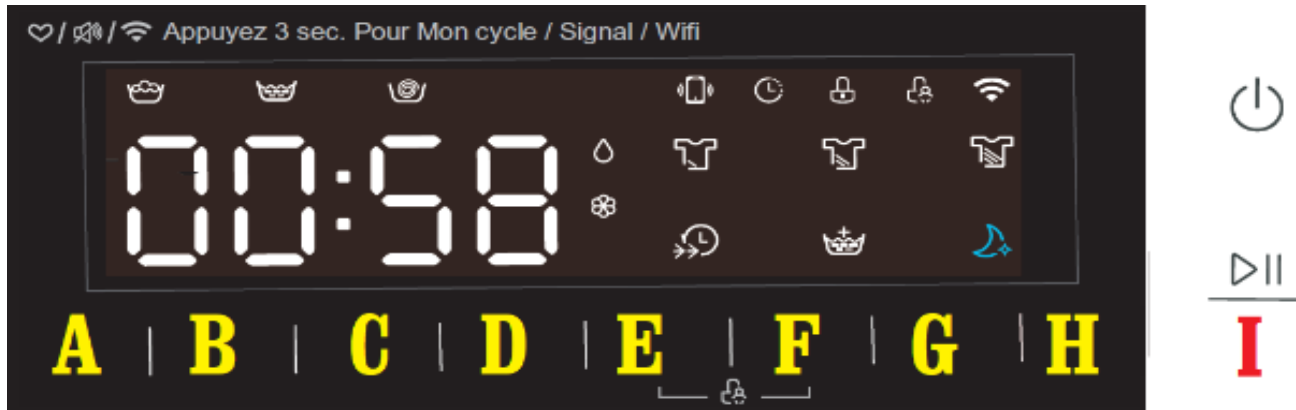 / / Appuyez 3 sec. Pour Mon cycle / Signal / Wifi
00:58
A B C D E F G H I